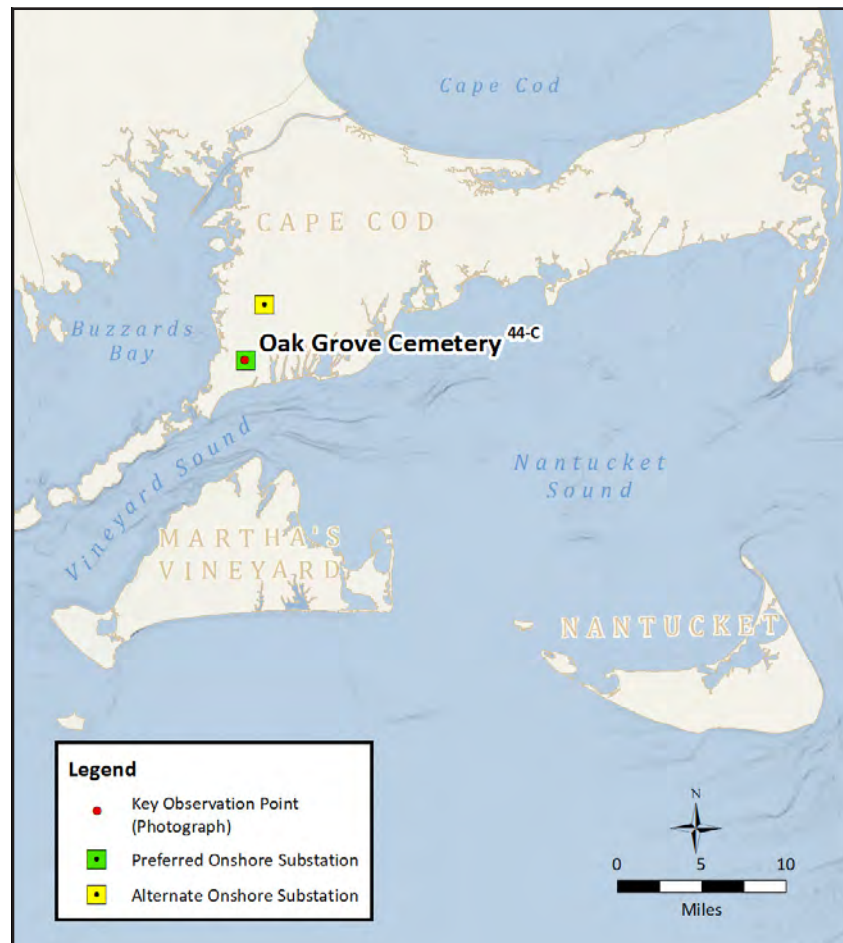 Cape Cod
CAPE COD
Buzzards
Bay
Oak Grove Cemetery 44-C
Vineyard Sound
Nantucket
Sound
MARTHA'S
VINEYARD
NANTUCKET
Legend
Key Observation Point
(Photograph)
Preferred Onshore Substation
Alternate Onshore Substation
N
0 5 10
Miles